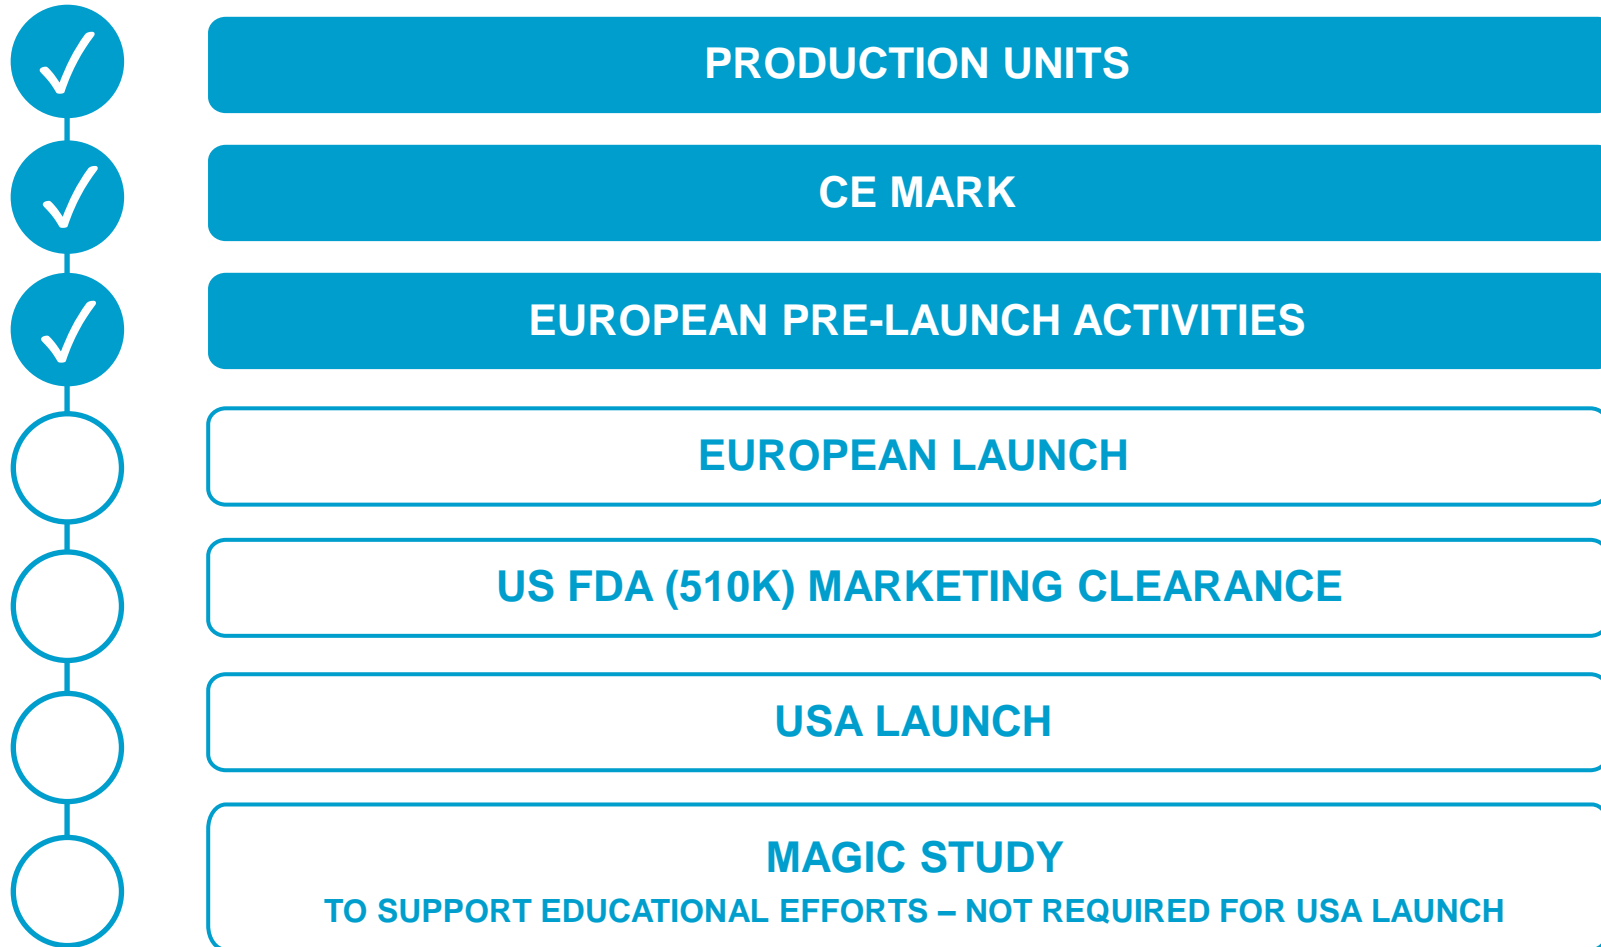 PRODUCTION UNITS
CE MARK
EUROPEAN PRE-LAUNCH ACTIVITIES
EUROPEAN LAUNCH
US FDA (510K) MARKETING CLEARANCE
USA LAUNCH
MAGIC STUDY
TO SUPPORT EDUCATIONAL EFFORTS – NOT REQUIRED FOR USA LAUNCH